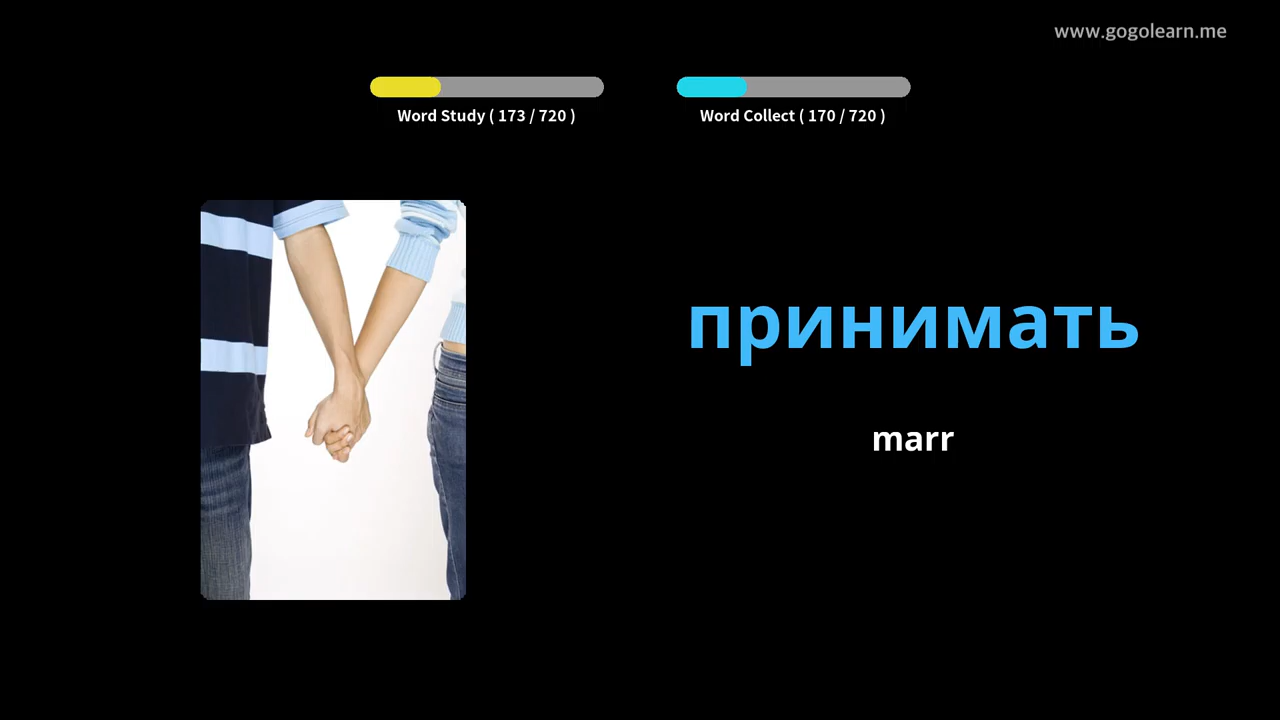 www.gogolearn.me
Word Study ( 173 / 720 )
Word Collect ( 170 / 720 )
принимать
marr